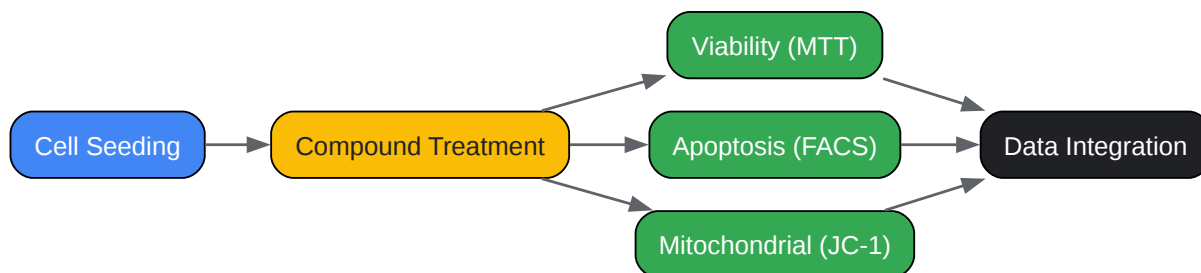 Cell Seeding
Compound Treatment
Viability (MTT)
Apoptosis (FACS)
Mitochondrial (JC-1)
Data Integration